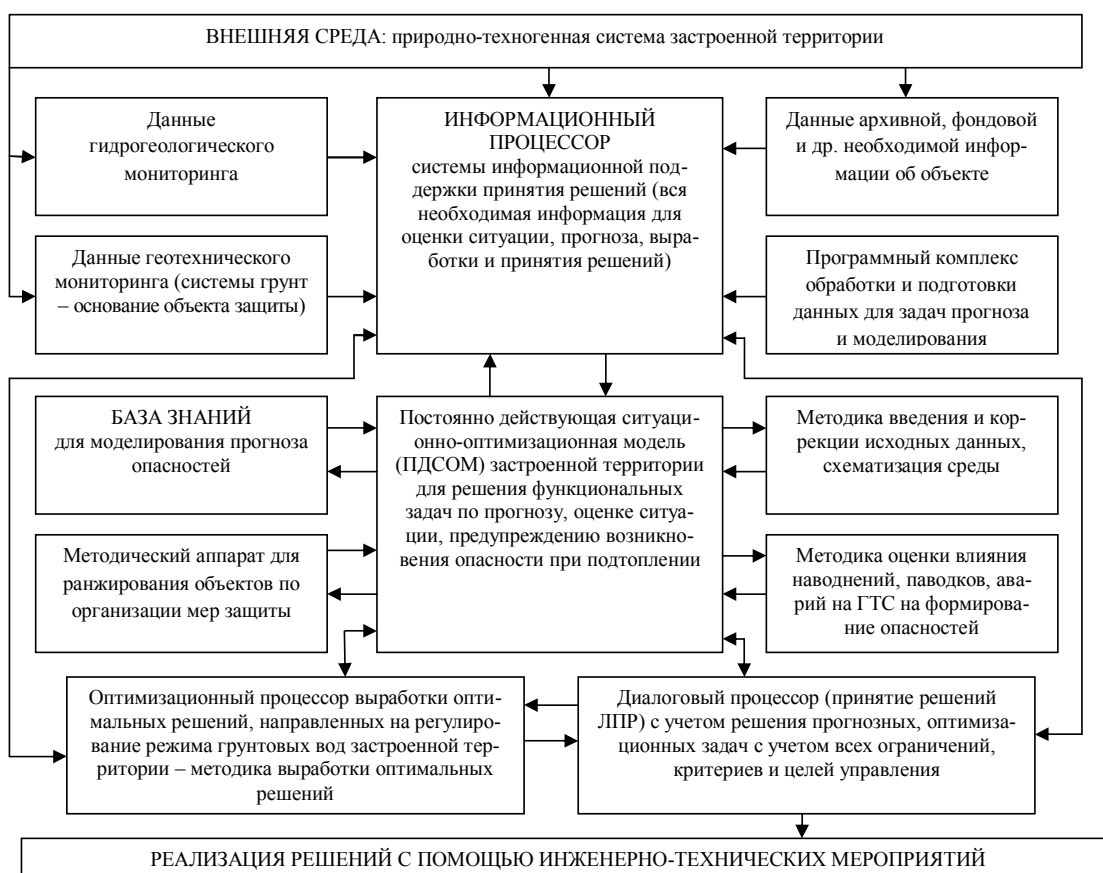 ВНЕШНЯЯ СРЕДА: природно-техногенная система застроенной территории
Данные
гидрогеологического
мониторинга
ИНФОРМАЦИОННЫЙ
ПРОЦЕССОР
системы информационной под-
держки принятия решений (вся
необходимая информация для
оценки ситуации, прогноза, выра-
ботки и принятия решений)
Данные архивной, фондовой
и др. необходимой инфор-
мации об объекте
Данные геотехнического
мониторинга (системы грунт
– основание объекта защиты)
Программный комплекс
обработки и подготовки
данных для задач прогноза
и моделирования
БАЗА ЗНАНИЙ
для моделирования прогноза
опасностей
Постоянно действующая ситуаци-
онно-оптимизационная модель
(ПДСОМ) застроенной территории
для решения функциональных
задач по прогнозу, оценке ситуа-
ции, предупреждению возникно-
вения опасности при подтоплении
Методика введения и кор-
рекции исходных данных,
схематизация среды
Методический аппарат для
ранжирования объектов по
организации мер защиты
Методика оценки влияния
наводнений, паводков, ава-
рий на ГТС на формирова-
ние опасностей
Оптимизационный процессор выработки опти-
мальных решений, направленных на регулиро-
вание режима грунтовых вод застроенной тер-
ритории – методика выработки оптимальных
решений
Диалоговый процессор (принятие решений
ЛПР) с учетом решения прогнозных, оптимиза-
ционных задач с учетом всех ограничений,
критериев и целей управления
РЕАЛИЗАЦИЯ РЕШЕНИЙ С ПОМОЩЬЮ ИНЖЕНЕРНО-ТЕХНИЧЕСКИХ МЕРОПРИЯТИЙ